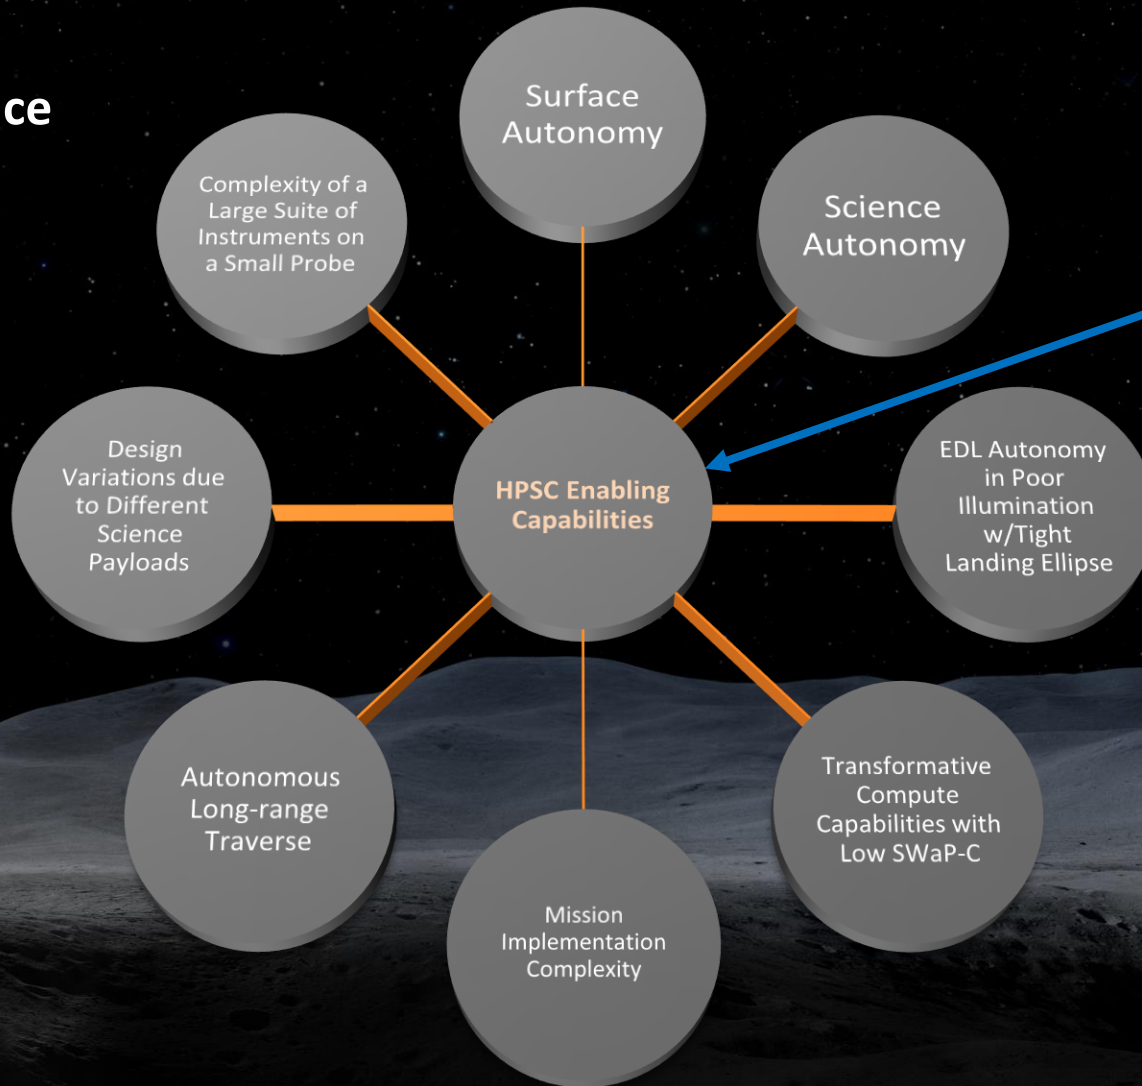 ce
Surface
Autonomy
Complexity of a
Large Suite of
Instruments on
a Small Probe
Science
Autonomy
Design
Variations due
to Different
Science
Payloads
HPSC Enabling
Capabilities
EDL Autonomy
in Poor
Illumination
w/Tight
Landing Ellipse
Autonomous
Long-range
Traverse
Transformative
Compute
Capabilities with
Low SWaP-C
Mission
Implementation
Complexity